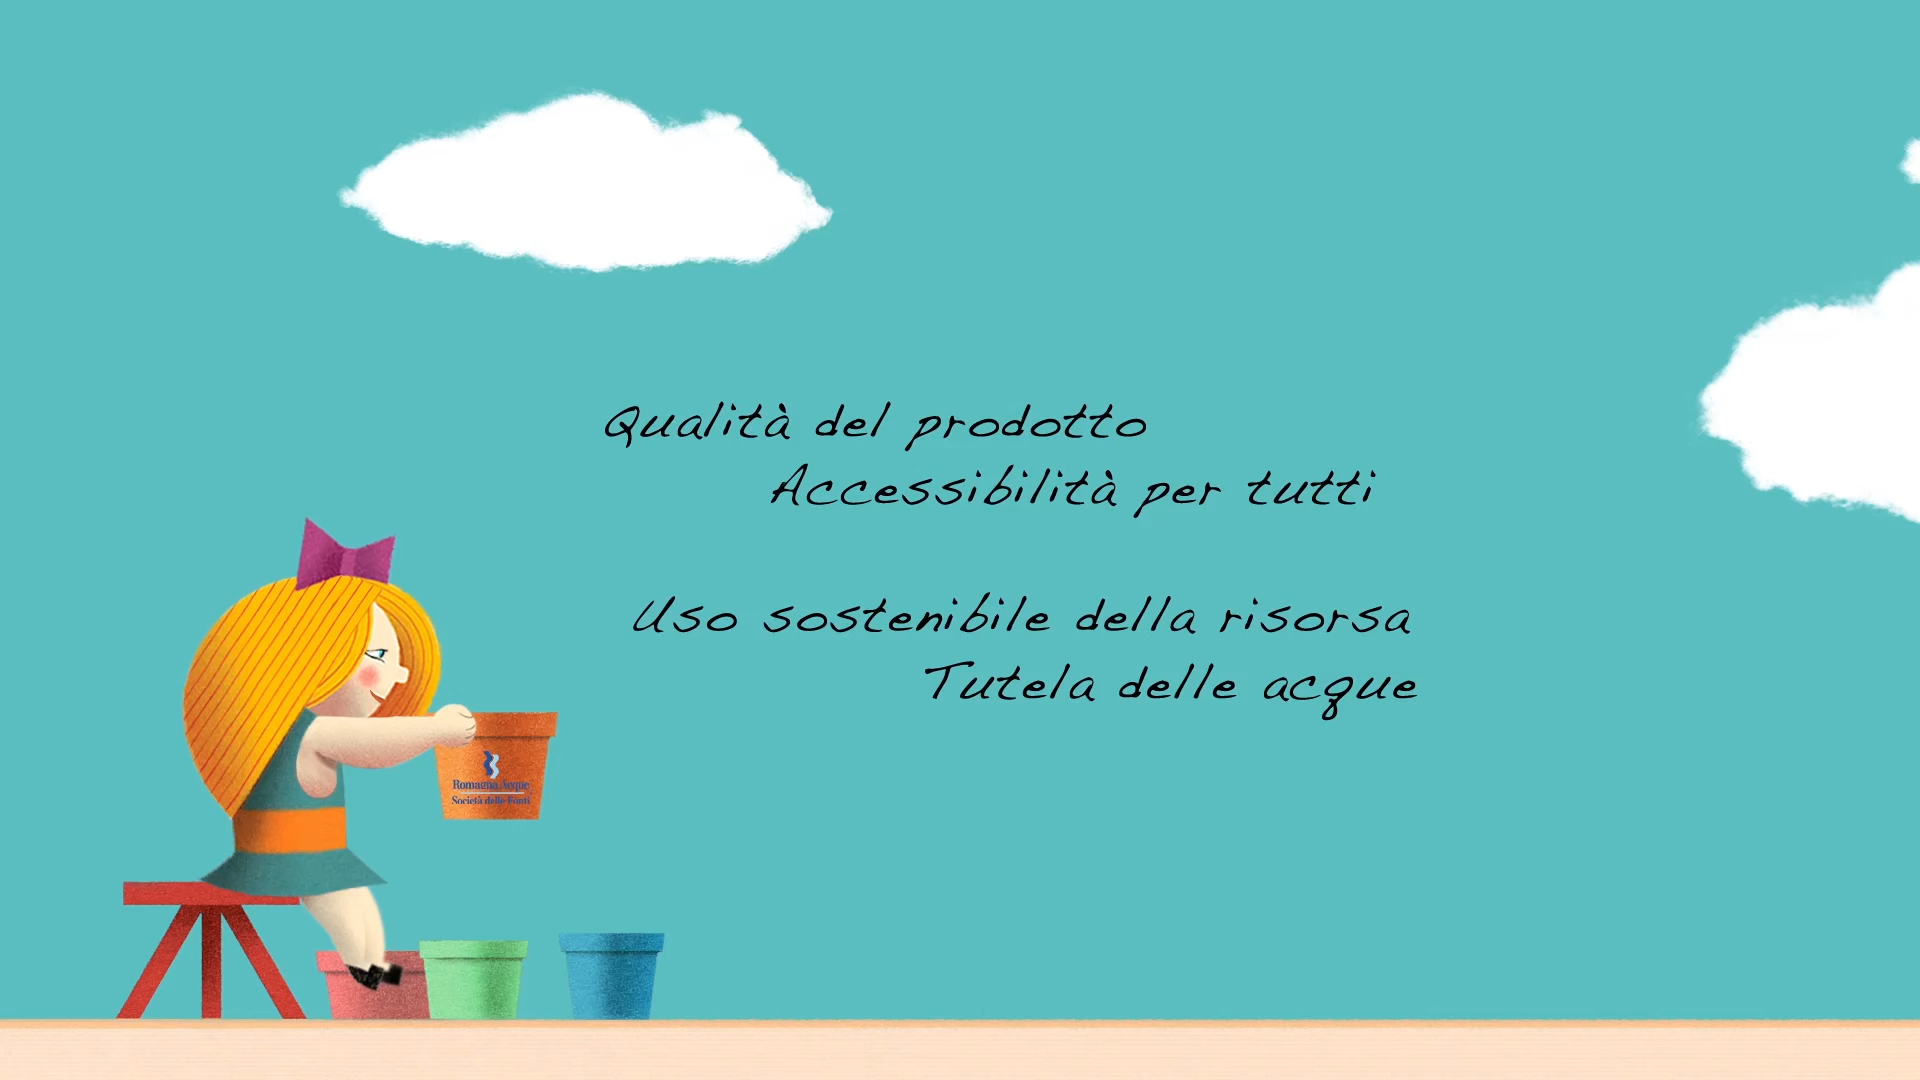 Qualità del prodotto
Accessibilità per tutti
Uso sostenibile della risorsa
Tutela delle acque
Romagna Acque
Società delle Fonti